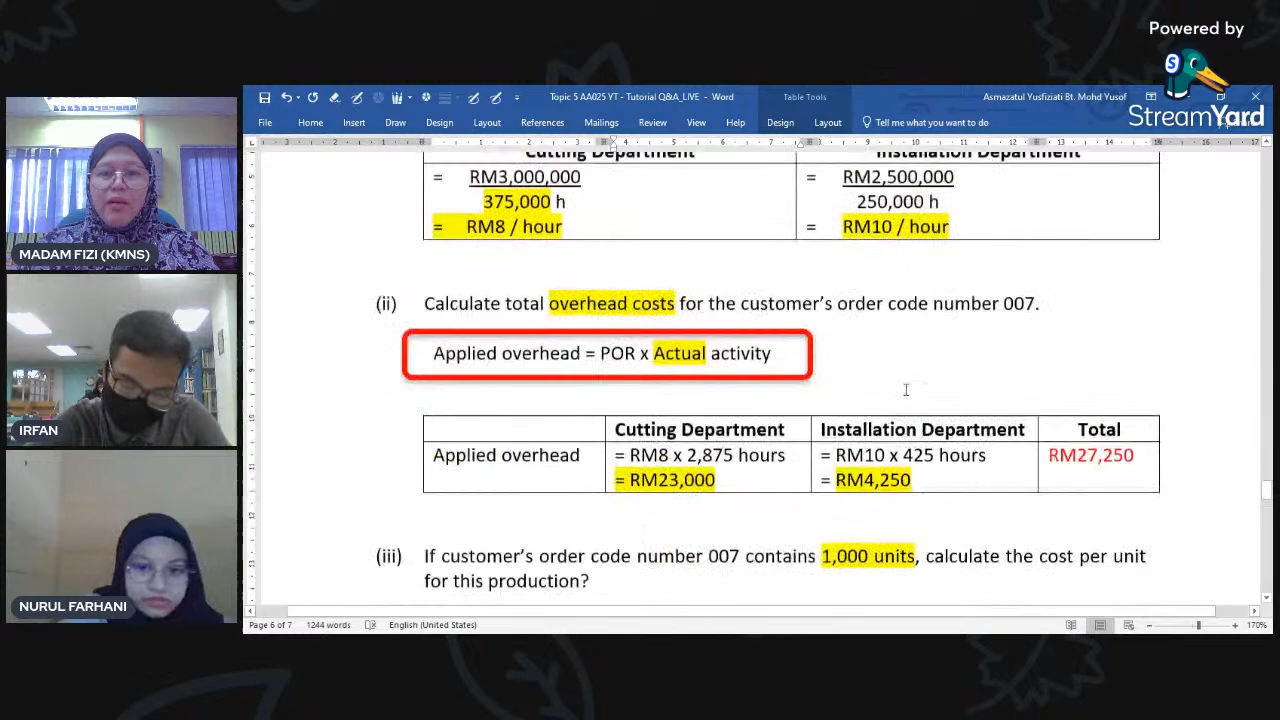 Powered by
StreamYard
MADAM FIZI (KMNS)
IRFAN
NURUL FARHANI
Topic 5 AA025 YT - Tutorial Q&A_LIVE - Word
Table Tools
Asmazatul Yusfiziati Bt. Mohd Yusof
File Home Insert Draw Design Layout References Mailings Review View Help Design Layout Tell me what you want to do
Cutting Department Installation Department
= RM3,000,000 = RM2,500,000
375,000 h 250,000 h
= RM8 / hour = RM10 / hour
(ii) Calculate total overhead costs for the customer's order code number 007.
Applied overhead = POR x Actual activity
Cutting Department Installation Department Total
Applied overhead = RM8 x 2,875 hours = RM10 x 425 hours RM27,250
= RM23,000 = RM4,250
(iii) If customer's order code number 007 contains 1,000 units, calculate the cost per unit
for this production?
Page 6 of 7 1244 words English (United States) 170%